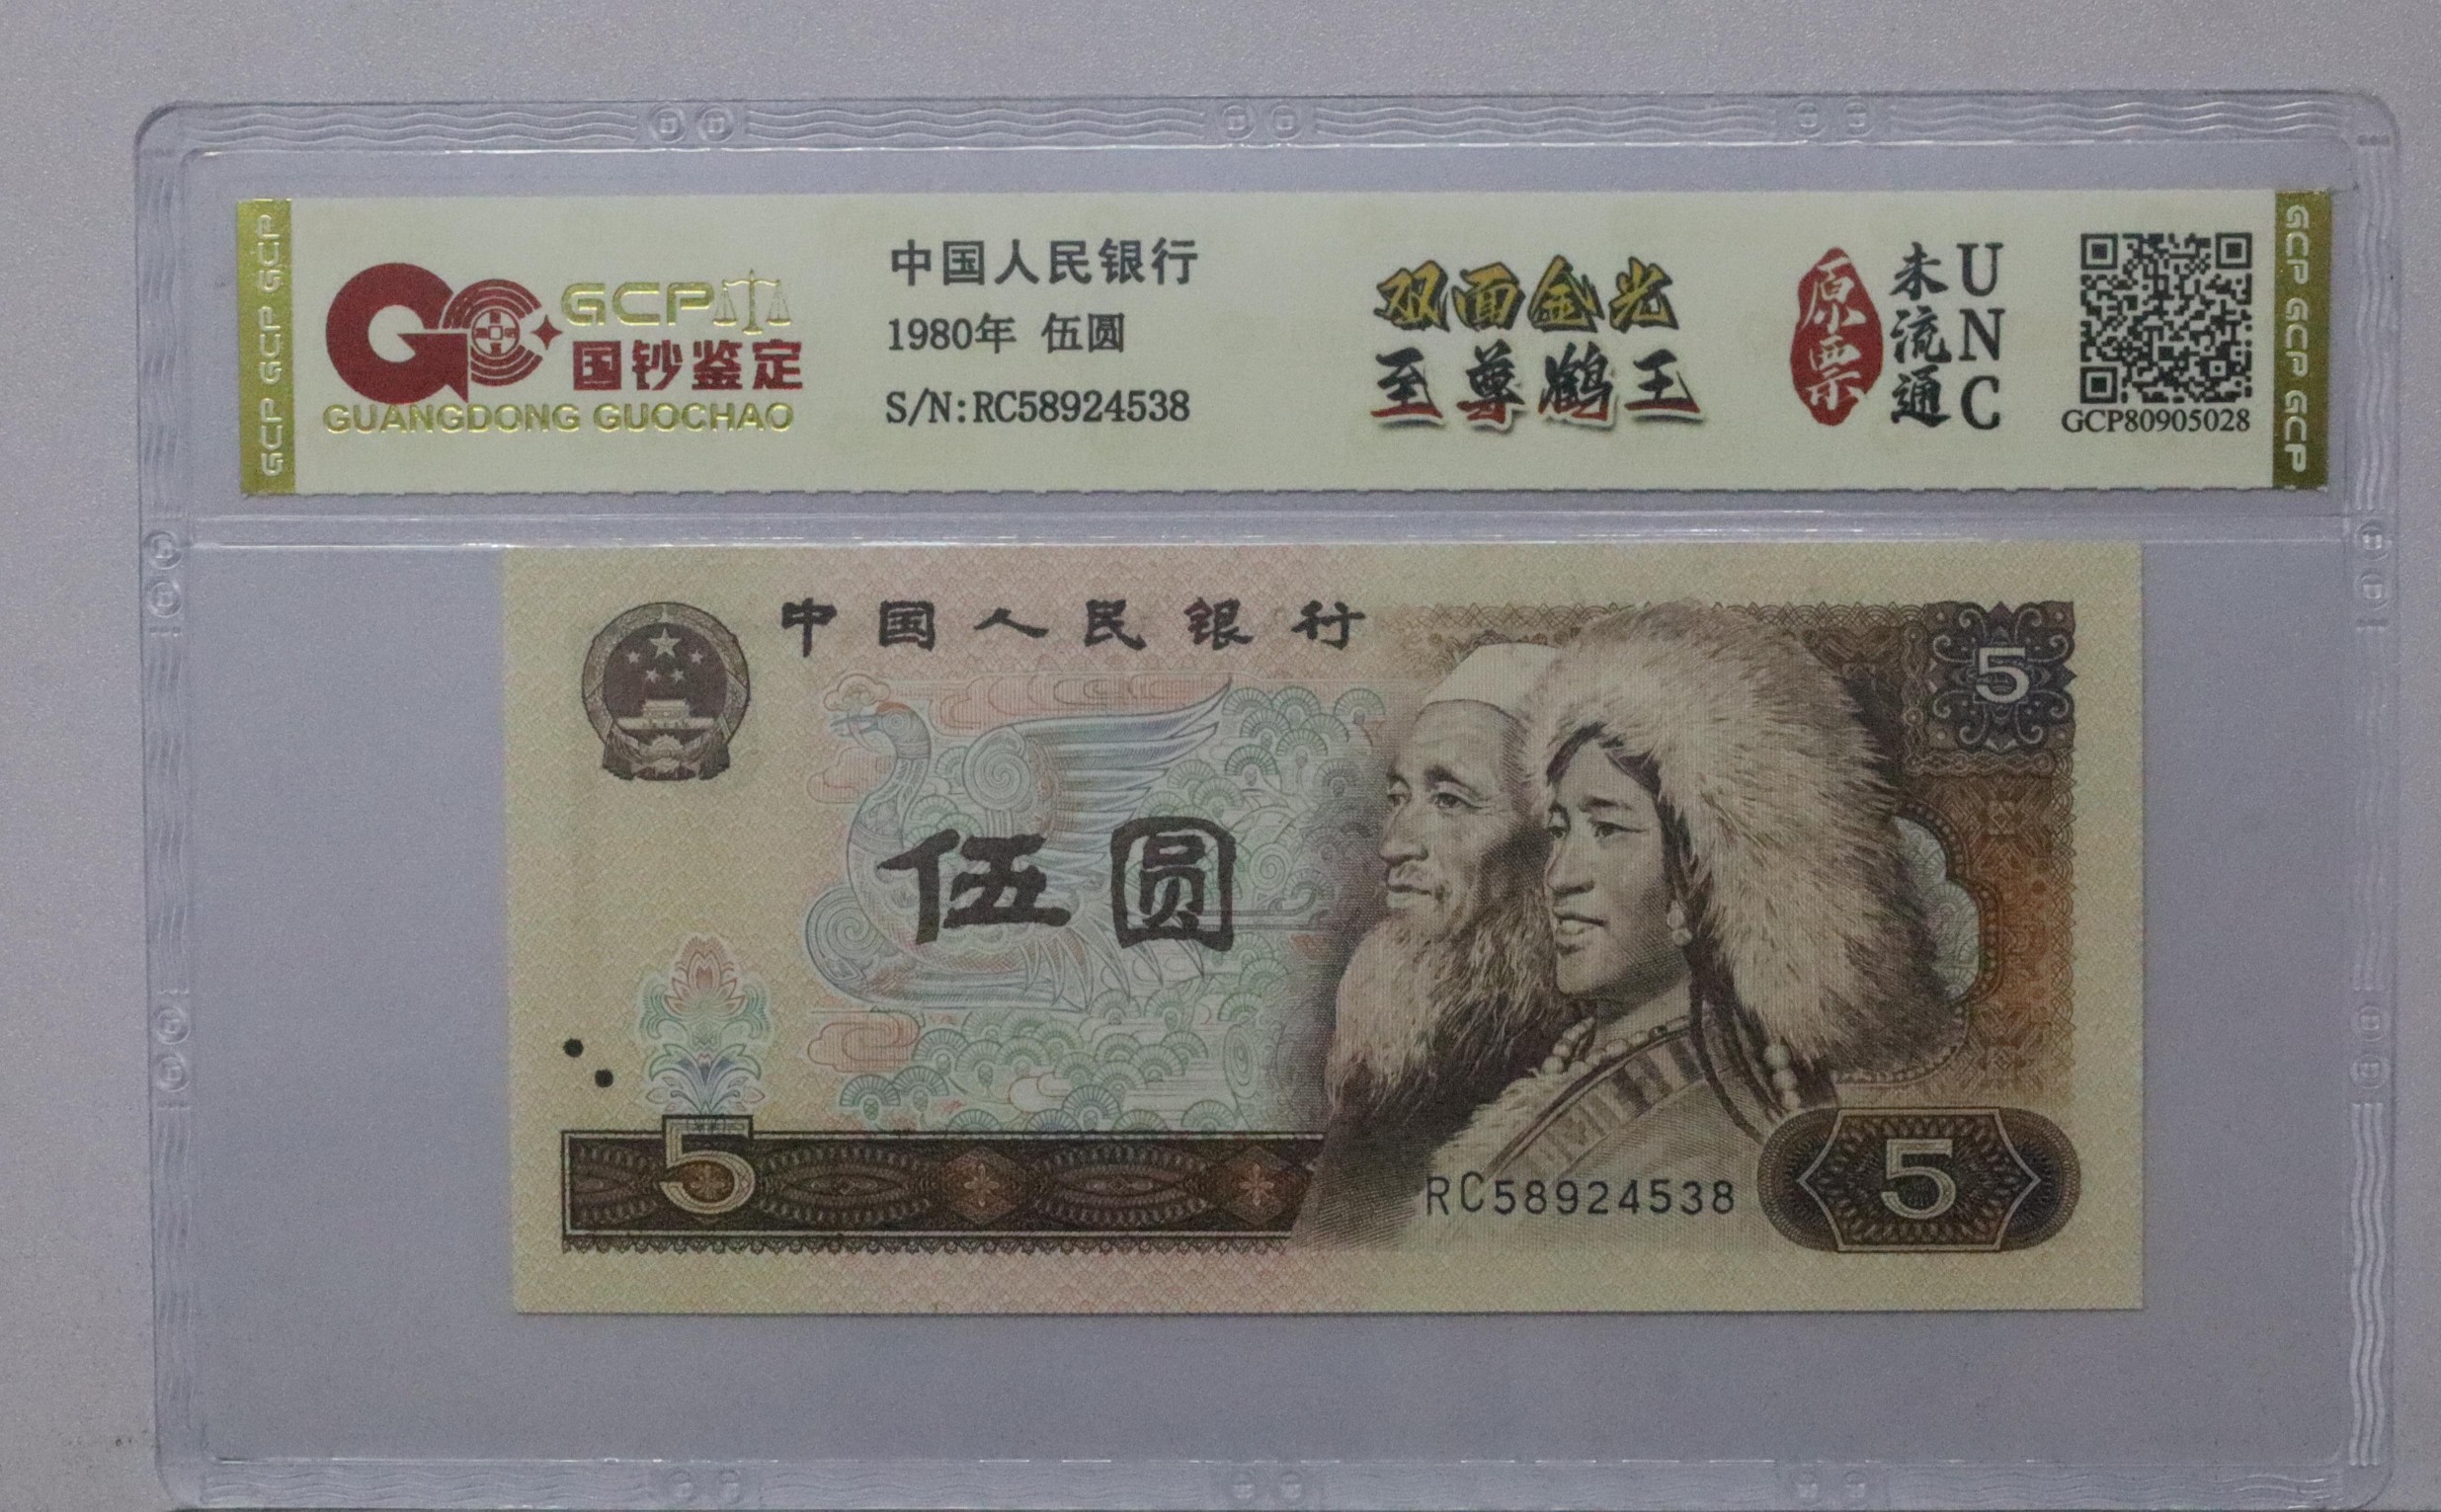 GCP GCP GCP
GCP
国钞鉴定
GUANGDONG GUOCHAO
中国人民银行
1980年 伍圆
S/N:RC58924538
双面金光
至尊鹤王
原票
未流通
UNC
GCP80905028
GCP GCP GCP
中国人民银行
5
伍圆
5
RC58924538
5